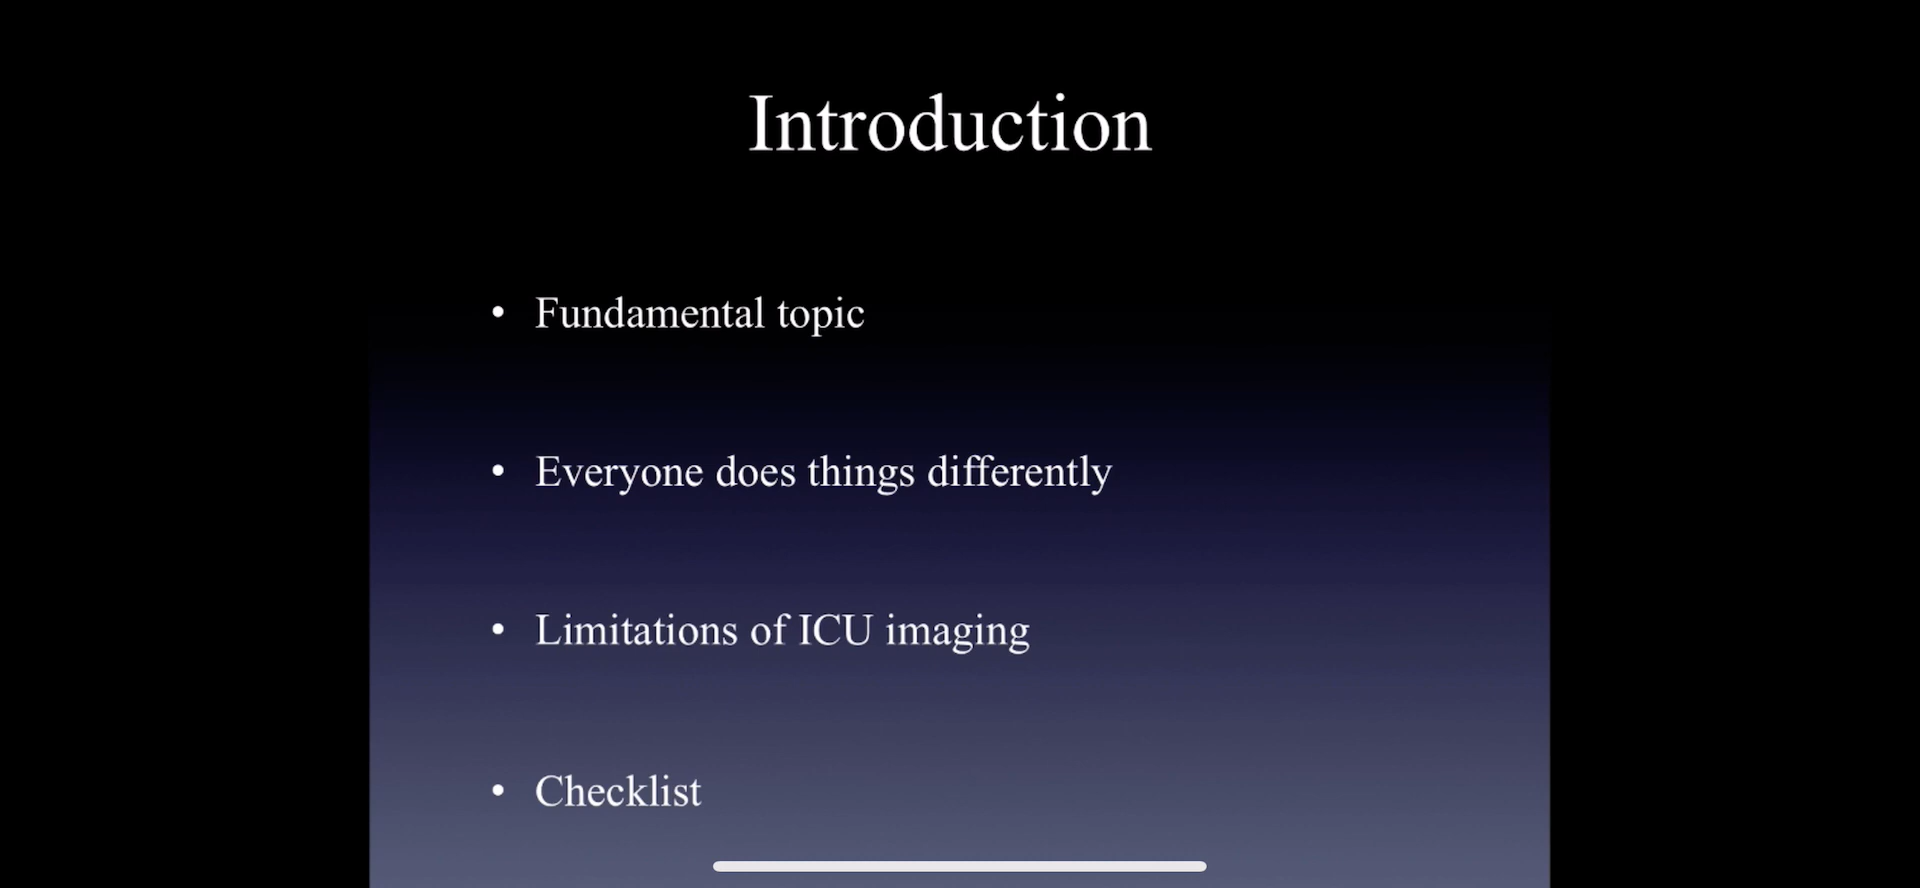 Introduction
• Fundamental topic
• Everyone does things differently
• Limitations of ICU imaging
• Checklist